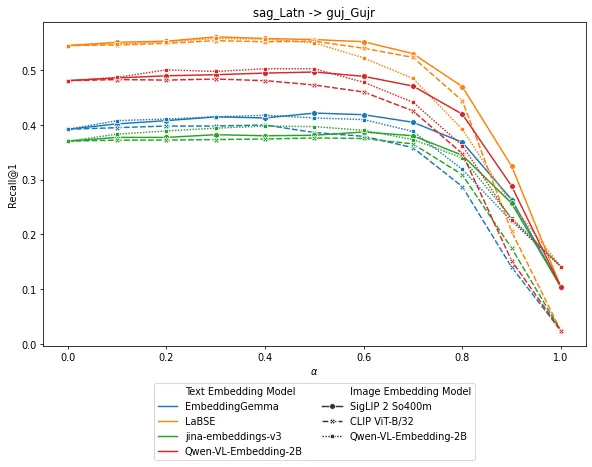 sag_Latn -> guj_Gujr
Recall@1
0.5
0.4
0.3
0.2
0.1
0.0
0.0 0.2 0.4 0.6 0.8 1.0
α
Text Embedding Model
EmbeddingGemma
LaBSE
jina-embeddings-v3
Qwen-VL-Embedding-2B
Image Embedding Model
SigLIP 2 So400m
CLIP ViT-B/32
Qwen-VL-Embedding-2B